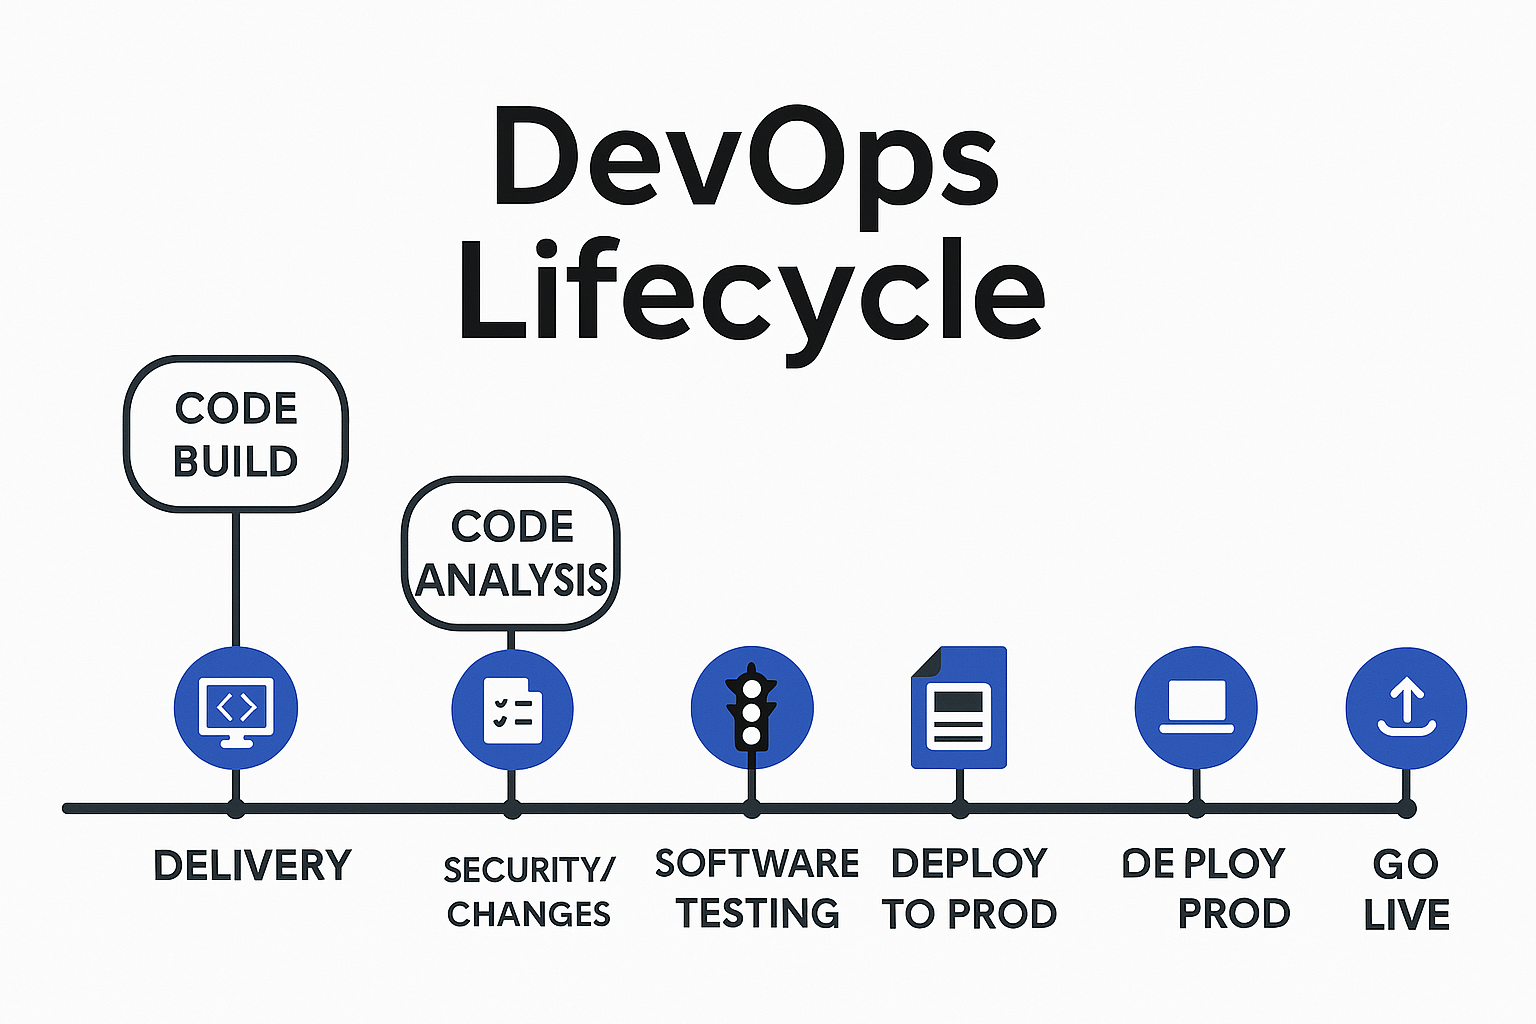 DevOps
Lifecycle
CODE
BUILD
CODE
ANALYSIS
DELIVERY
SECURITY/
CHANGES
SOFTWARE
TESTING
DEPLOY
TO PROD
DE PLOY
PROD
GO
LIVE